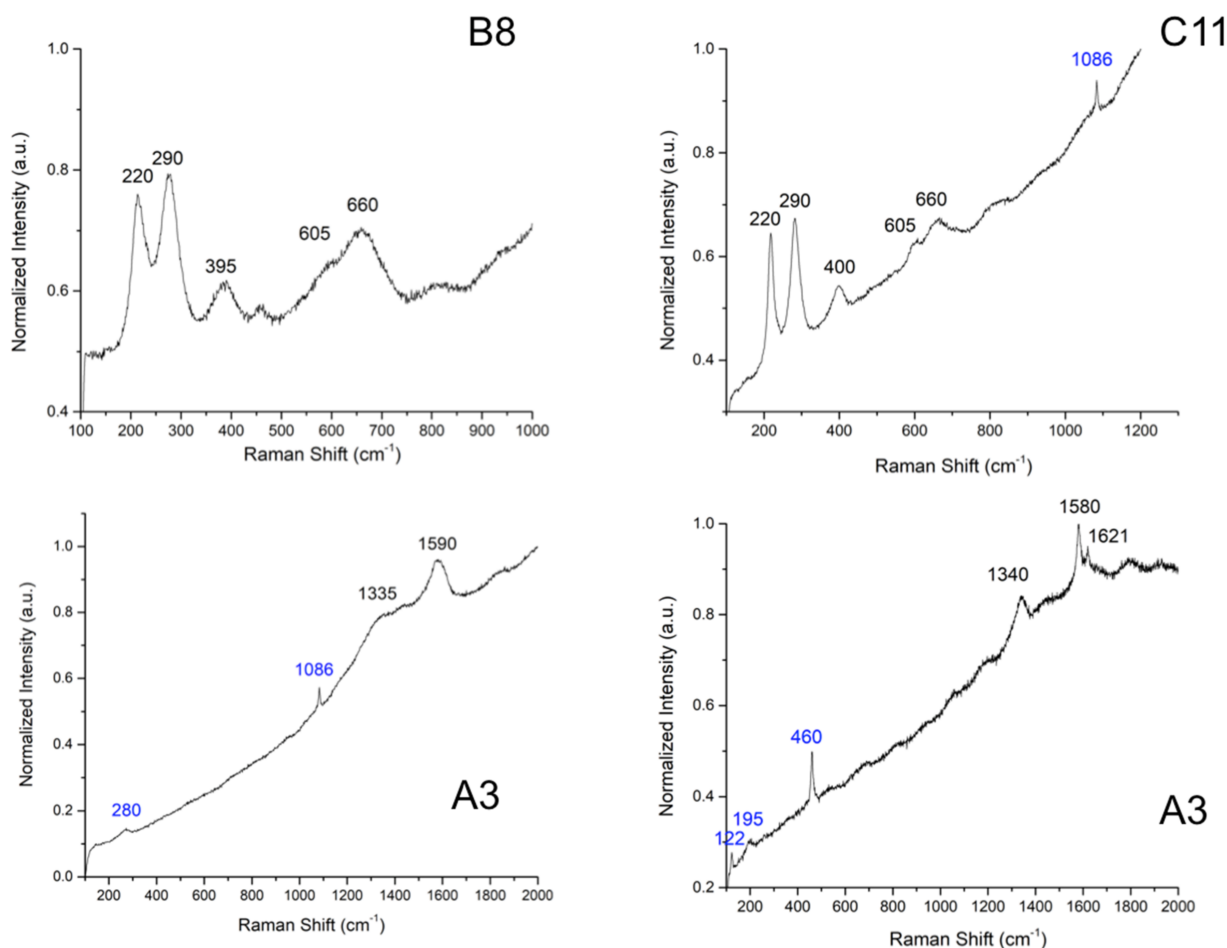 B8
1.0
0.8
0.6
0.4
Normalized Intensity (a.u.)
220
290
395
605
660
100 200 300 400 500 600 700 800 900 1000
Raman Shift (cm-1)
C11
1.0
0.8
0.6
0.4
Normalized Intensity (a.u.)
220
290
400
605
660
1086
200 400 600 800 1000 1200
Raman Shift (cm-1)
1.0
0.8
0.6
0.4
0.2
0.0
Normalized Intensity (a.u.)
280
1086
1335
1590
A3
200 400 600 800 1000 1200 1400 1600 1800 2000
Raman Shift (cm-1)
1.0
0.8
0.6
0.4
0.2
Normalized Intensity (a.u.)
122
195
460
1340
1580
1621
A3
200 400 600 800 1000 1200 1400 1600 1800 2000
Raman Shift (cm-1)